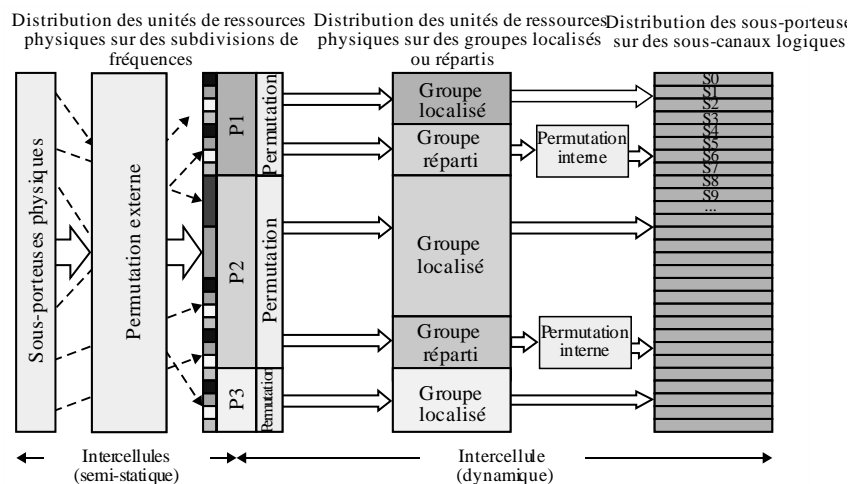 Distribution des unités de ressources
physiques sur des subdivisions de
fréquences
Distribution des unités de ressources
physiques sur des groupes localisés
ou répartis
Distribution des sous-porteuse
sur des sous-canaux logiques
Sous-porteuses physiques
Permutation externe
P1
Permutation
P2
Permutation
P3
Permutation
Groupe
localisé
Groupe
réparti
Groupe
localisé
Groupe
réparti
Groupe
localisé
Permutation
interne
Permutation
interne
S0
S1
S2
S3
S4
S5
S6
S7
S8
S9
...
Intercellules
(semi-statique)
Intercellule
(dynamique)